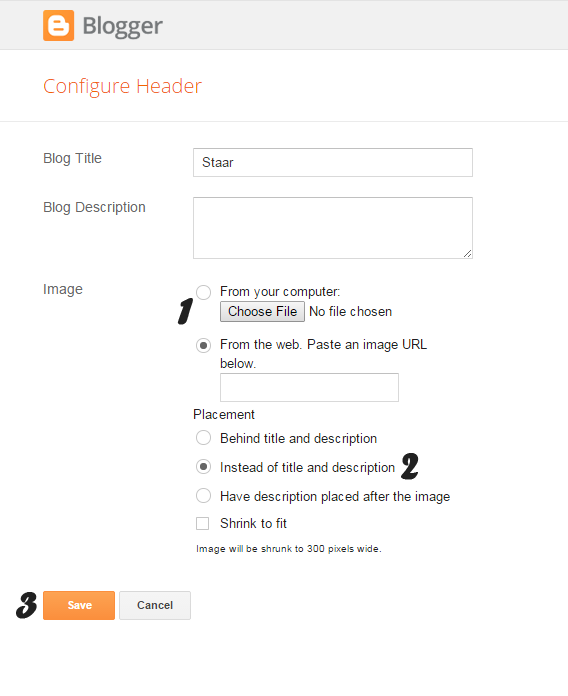 Blogger
Configure Header
Blog Title
Staar
Blog Description
Image
From your computer:
1
Choose File No file chosen
From the web. Paste an image URL
below.
Placement
Behind title and description
Instead of title and description 2
Have description placed after the image
Shrink to fit
Image will be shrunk to 300 pixels wide.
3 Save Cancel